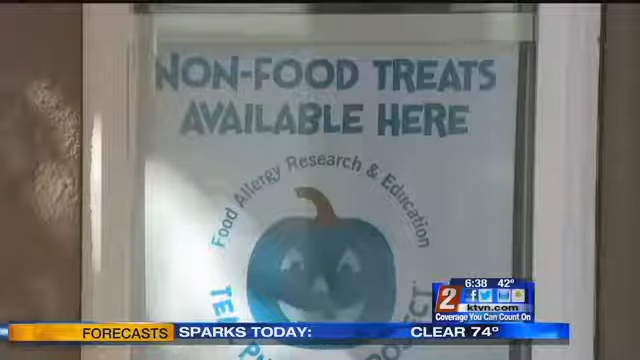 NON-FOOD TREATS
AVAILABLE HERE
Food Allergy Research & Education
6:38 42°
2
ktvn.com
Coverage You Can Count On
FORECASTS SPARKS TODAY: CLEAR 74°